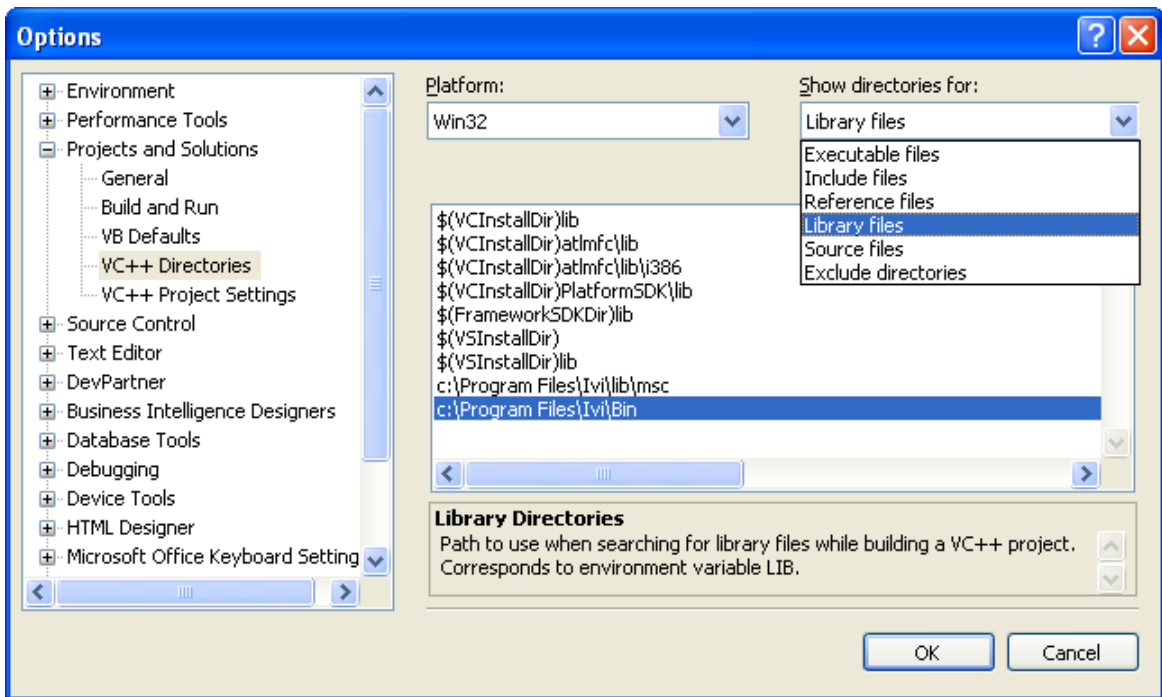 Options
Environment
Performance Tools
Projects and Solutions
General
Build and Run
VB Defaults
VC++ Directories
VC++ Project Settings
Source Control
Text Editor
DevPartner
Business Intelligence Designers
Database Tools
Debugging
Device Tools
HTML Designer
Microsoft Office Keyboard Setting
Platform:
Win32
Show directories for:
Library files
Executable files
Include files
Reference files
Library files
Source files
Exclude directories
$(VCInstallDir)lib
$(VCInstallDir)atlmfc\lib
$(VCInstallDir)atlmfc\lib\i386
$(VCInstallDir)PlatformSDK\lib
$(FrameworkSDKDir)lib
$(VSInstallDir)
$(VSInstallDir)lib
c:\Program Files\Ivi\lib\msc
c:\Program Files\Ivi\Bin
Library Directories
Path to use when searching for library files while building a VC++ project.
Corresponds to environment variable LIB.
OK
Cancel